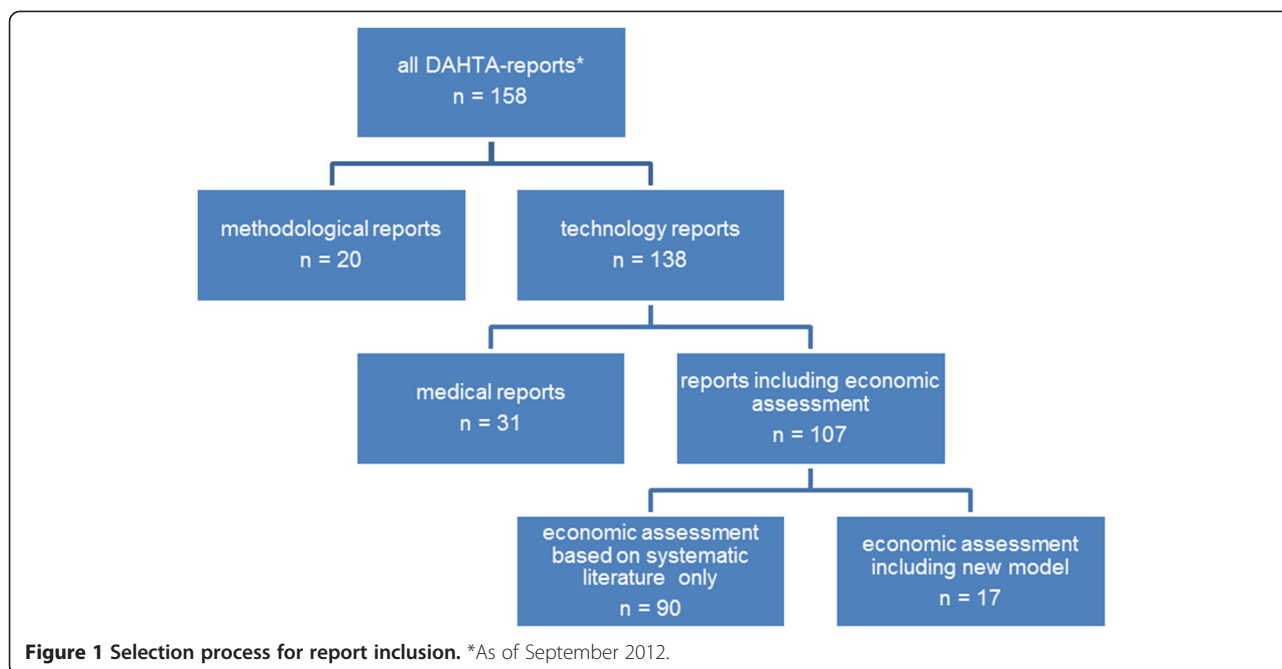 all DAHTA-reports*
n = 158
methodological reports
n = 20
technology reports
n = 138
medical reports
n = 31
reports including economic
assessment
n = 107
economic assessment
based on systematic
literature only
n = 90
economic assessment
including new model
n = 17
Figure 1 Selection process for report inclusion. *As of September 2012.